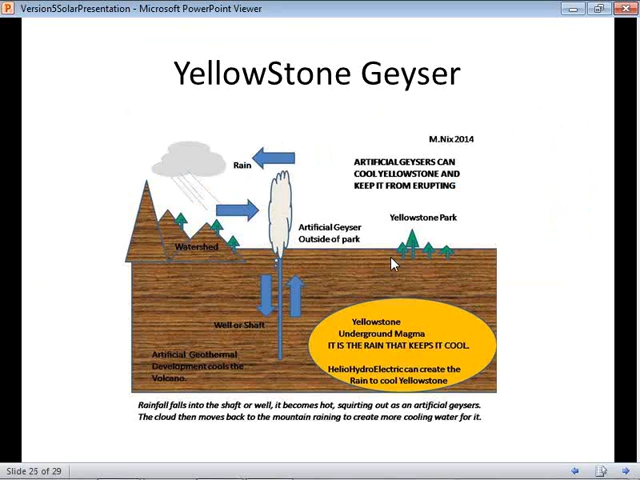 Version5SolarPresentation - Microsoft PowerPoint Viewer
YellowStone Geyser
M.Nix 2014
Rain
ARTIFICIAL GEYSERS CAN
COOL YELLOWSTONE AND
KEEP IT FROM ERUPTING
Yellowstone Park
Artificial Geyser
Outside of park
Watershed
Well or Shaft
Yellowstone
Underground Magma
IT IS THE RAIN THAT KEEPS IT COOL.
HelioHydroElectric can create the
Rain to cool Yellowstone
Artificial Geothermal
Development cools the
Volcano.
Rainfall falls into the shaft or well, it becomes hot, squirting out as an artificial geysers.
The cloud then moves back to the mountain raining to create more cooling water for it.
Slide 25 of 29